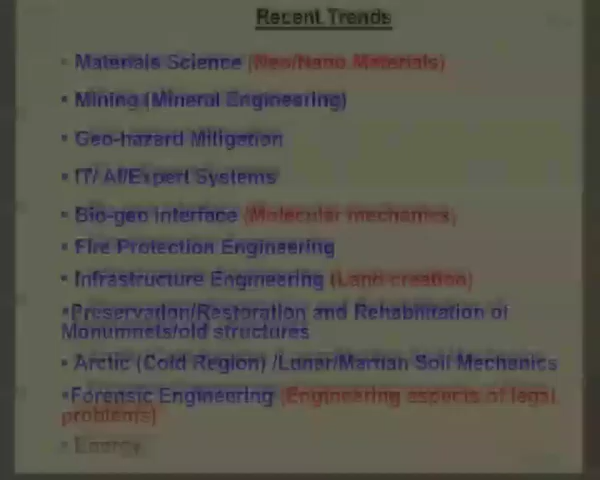 Recent Trends
• Materials Science (Neo/Nano Materials)
• Mining (Mineral Engineering)
• Geo-hazard Mitigation
• IT/ AI/Expert Systems
• Bio-geo Interface (Molecular mechanics)
• Fire Protection Engineering
• Infrastructure Engineering (Land creation)
•Preservation/Restoration and Rehabilitation of
Monumnets/old structures
• Arctic (Cold Region) /Lunar/Martian Soil Mechanics
•Forensic Engineering (Engineering aspects of legal
problems)
• Energy